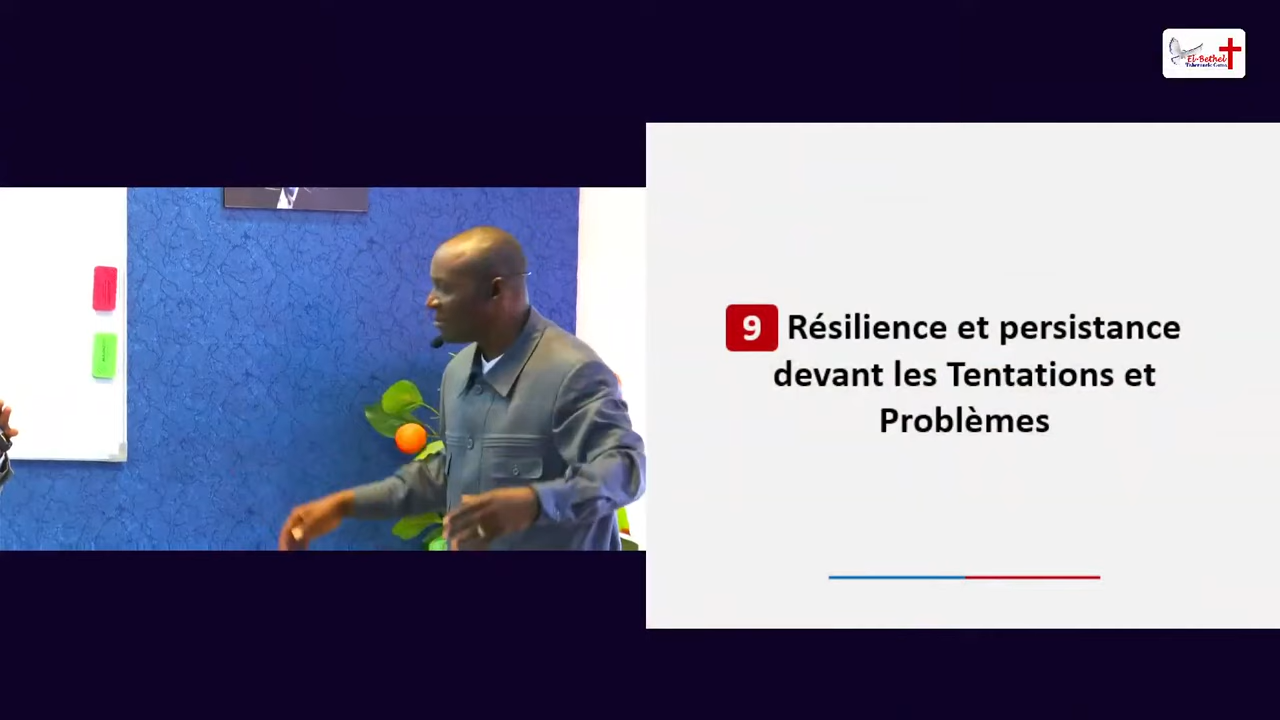 El-Bethel
9 Résilience et persistance
devant les Tentations et
Problèmes